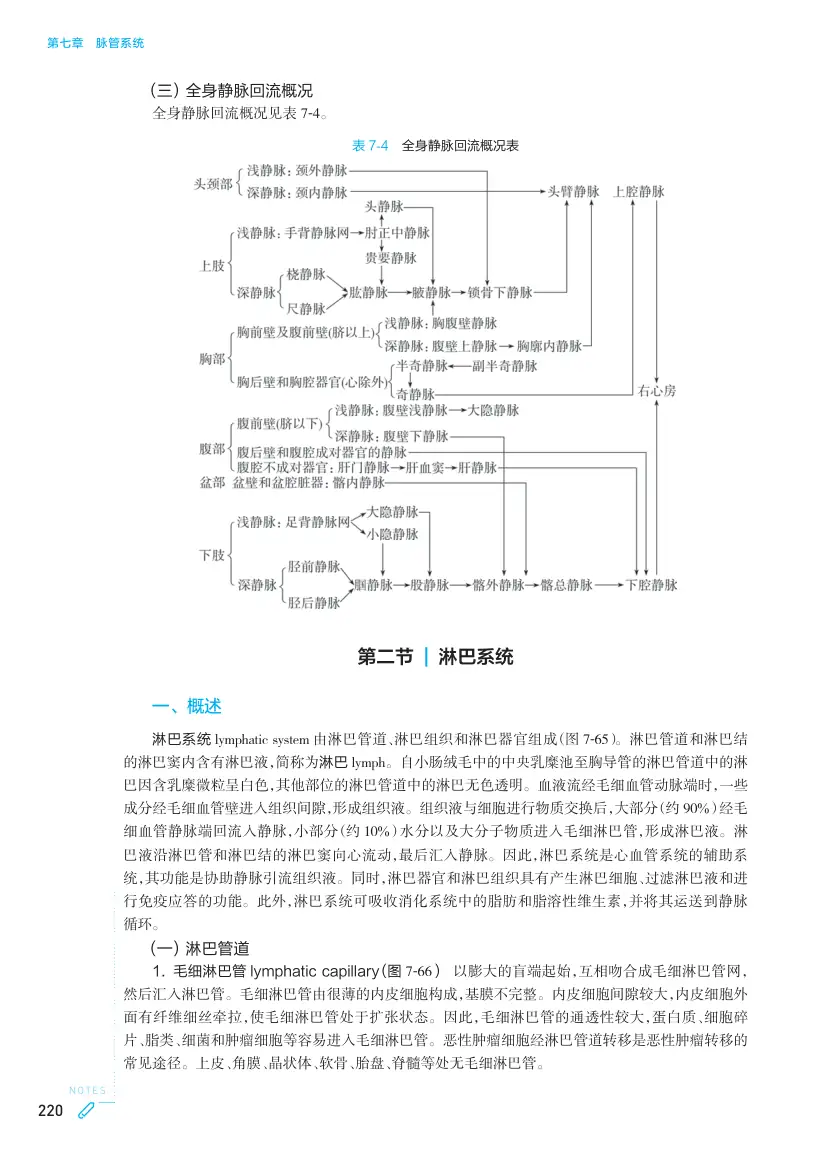 第七章 脉管系统
(三)全身静脉回流概况
全身静脉回流概况见表 7-4。
表 7-4 全身静脉回流概况表
头颈部
浅静脉:颈外静脉
深静脉:颈内静脉
头臂静脉
上腔静脉
头静脉
上肢
浅静脉:手背静脉网
肘正中静脉
贵要静脉
深静脉
桡静脉
尺静脉
肱静脉
腋静脉
锁骨下静脉
胸部
胸前壁及腹前壁(脐以上)
浅静脉:胸腹壁静脉
深静脉:腹壁上静脉
胸廓内静脉
胸后壁和胸腔器官(心除外)
半奇静脉
副半奇静脉
奇静脉
右心房
腹部
腹前壁(脐以下)
浅静脉:腹壁浅静脉
大隐静脉
深静脉:腹壁下静脉
腹后壁和腹腔成对器官的静脉
腹腔不成对器官:肝门静脉
肝血窦
肝静脉
盆部 盆壁和盆腔脏器:髂内静脉
下肢
浅静脉:足背静脉网
大隐静脉
小隐静脉
深静脉
胫前静脉
胫后静脉
腘静脉
股静脉
髂外静脉
髂总静脉
下腔静脉
第二节 | 淋巴系统
一、概述
淋巴系统 lymphatic system 由淋巴管道、淋巴组织和淋巴器官组成(图 7-65)。淋巴管道和淋巴结
的淋巴窦内含有淋巴液,简称为淋巴 lymph。自小肠绒毛中的中央乳糜池至胸导管的淋巴管道中的淋
巴因含乳糜微粒呈白色,其他部位的淋巴管道中的淋巴无色透明。血液流经毛细血管动脉端时,一些
成分经毛细血管壁进入组织间隙,形成组织液。组织液与细胞进行物质交换后,大部分(约 90%)经毛
细血管静脉端回流入静脉,小部分(约 10%)水分以及大分子物质进入毛细淋巴管,形成淋巴液。淋
巴液沿淋巴管和淋巴结的淋巴窦向心流动,最后汇入静脉。因此,淋巴系统是心血管系统的辅助系
统,其功能是协助静脉引流组织液。同时,淋巴器官和淋巴组织具有产生淋巴细胞、过滤淋巴液和进
行免疫应答的功能。此外,淋巴系统可吸收消化系统中的脂肪和脂溶性维生素,并将其运送到静脉
循环。
(一)淋巴管道
1. 毛细淋巴管 lymphatic capillary(图 7-66) 以膨大的盲端起始,互相吻合成毛细淋巴管网,
然后汇入淋巴管。毛细淋巴管由很薄的内皮细胞构成,基膜不完整。内皮细胞间隙较大,内皮细胞外
面有纤维细丝牵拉,使毛细淋巴管处于扩张状态。因此,毛细淋巴管的通透性较大,蛋白质、细胞碎
片、脂类、细菌和肿瘤细胞等容易进入毛细淋巴管。恶性肿瘤细胞经淋巴管道转移是恶性肿瘤转移的
常见途径。上皮、角膜、晶状体、软骨、胎盘、脊髓等处无毛细淋巴管。
NOTES
220